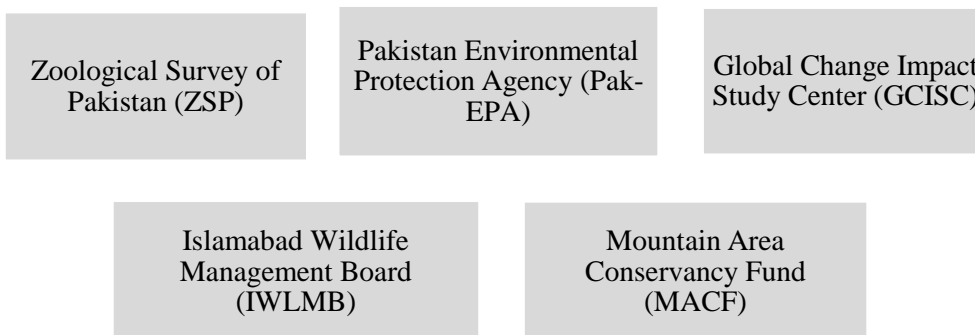 Zoological Survey of
Pakistan (ZSP)
Pakistan Environmental
Protection Agency (Pak-
EPA)
Global Change Impact
Study Center (GCISC)
Islamabad Wildlife
Management Board
(IWLMB)
Mountain Area
Conservancy Fund
(MACF)